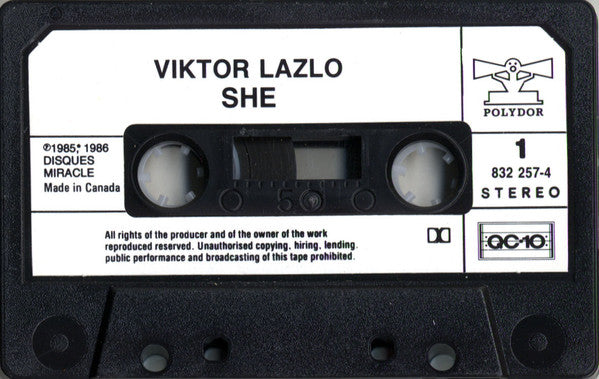 VIKTOR LAZLO
SHE
POLYDOR
℗1985,* 1986
DISQUES
MIRACLE
Made in Canada
50
1
832 257-4
STEREO
All rights of the producer and of the owner of the work
reproduced reserved. Unauthorised copying, hiring, lending,
public performance and broadcasting of this tape prohibited.
QC-10